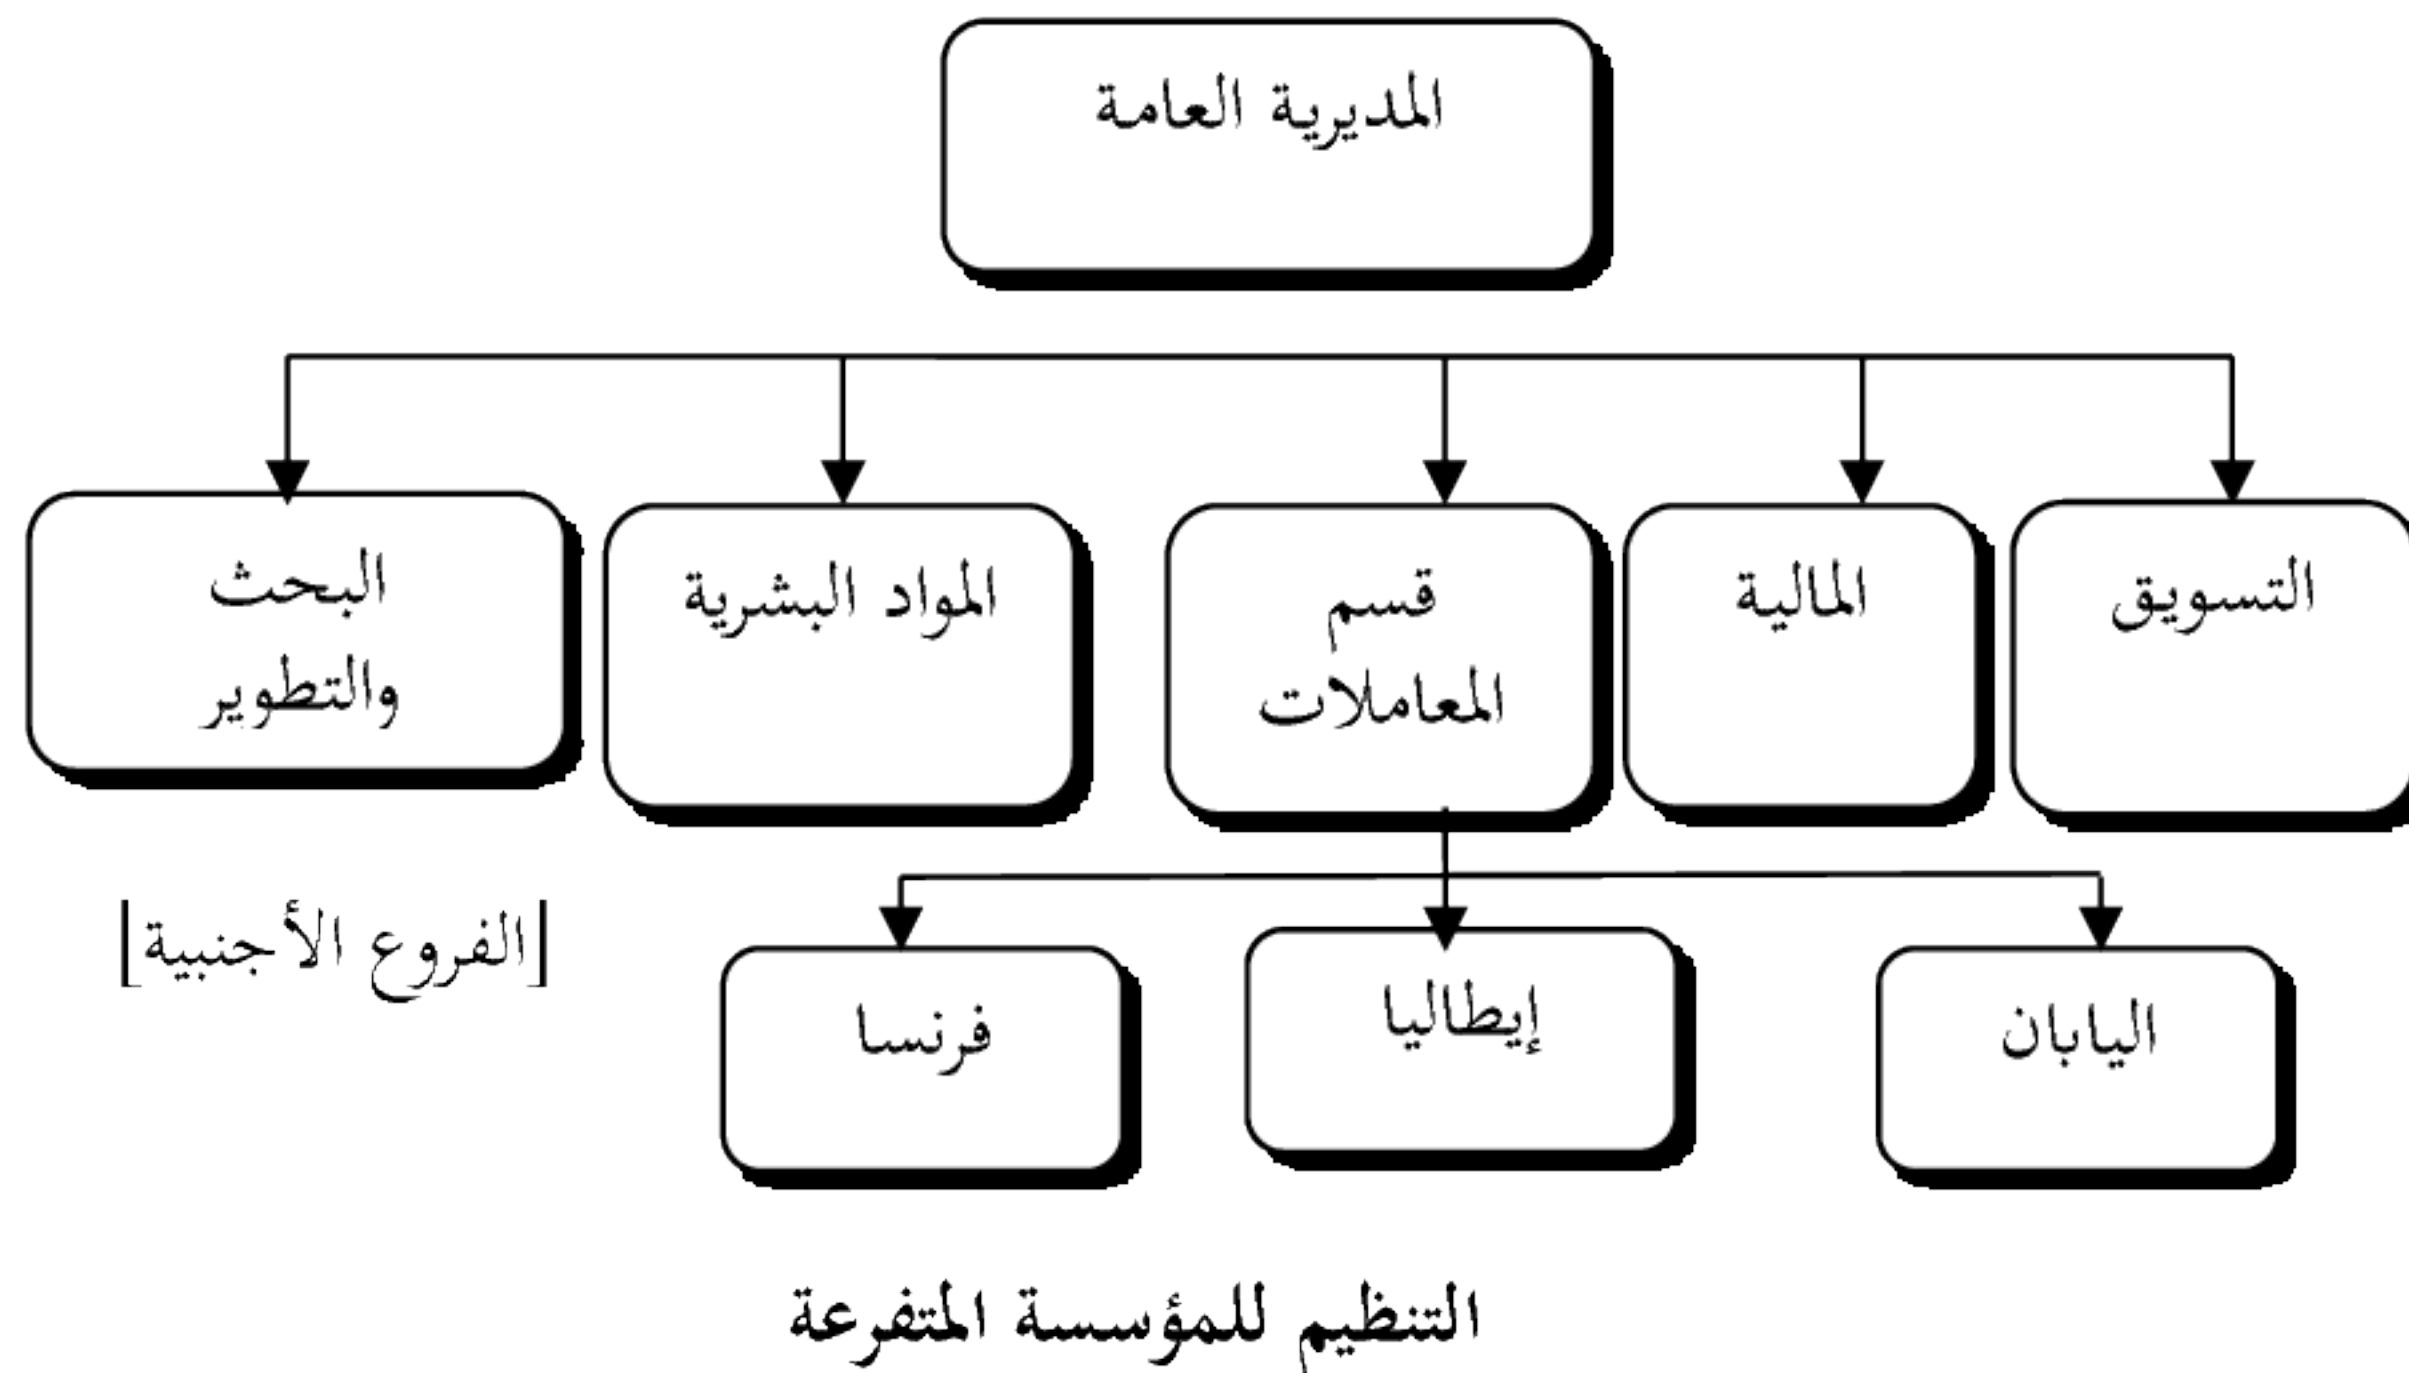 المديرية العامة
التسويق
المالية
قسم
المعاملات
المواد البشرية
البحث
والتطوير
[الفروع الأجنبية]
اليابان
إيطاليا
فرنسا
التنظيم للمؤسسة المتفرعة